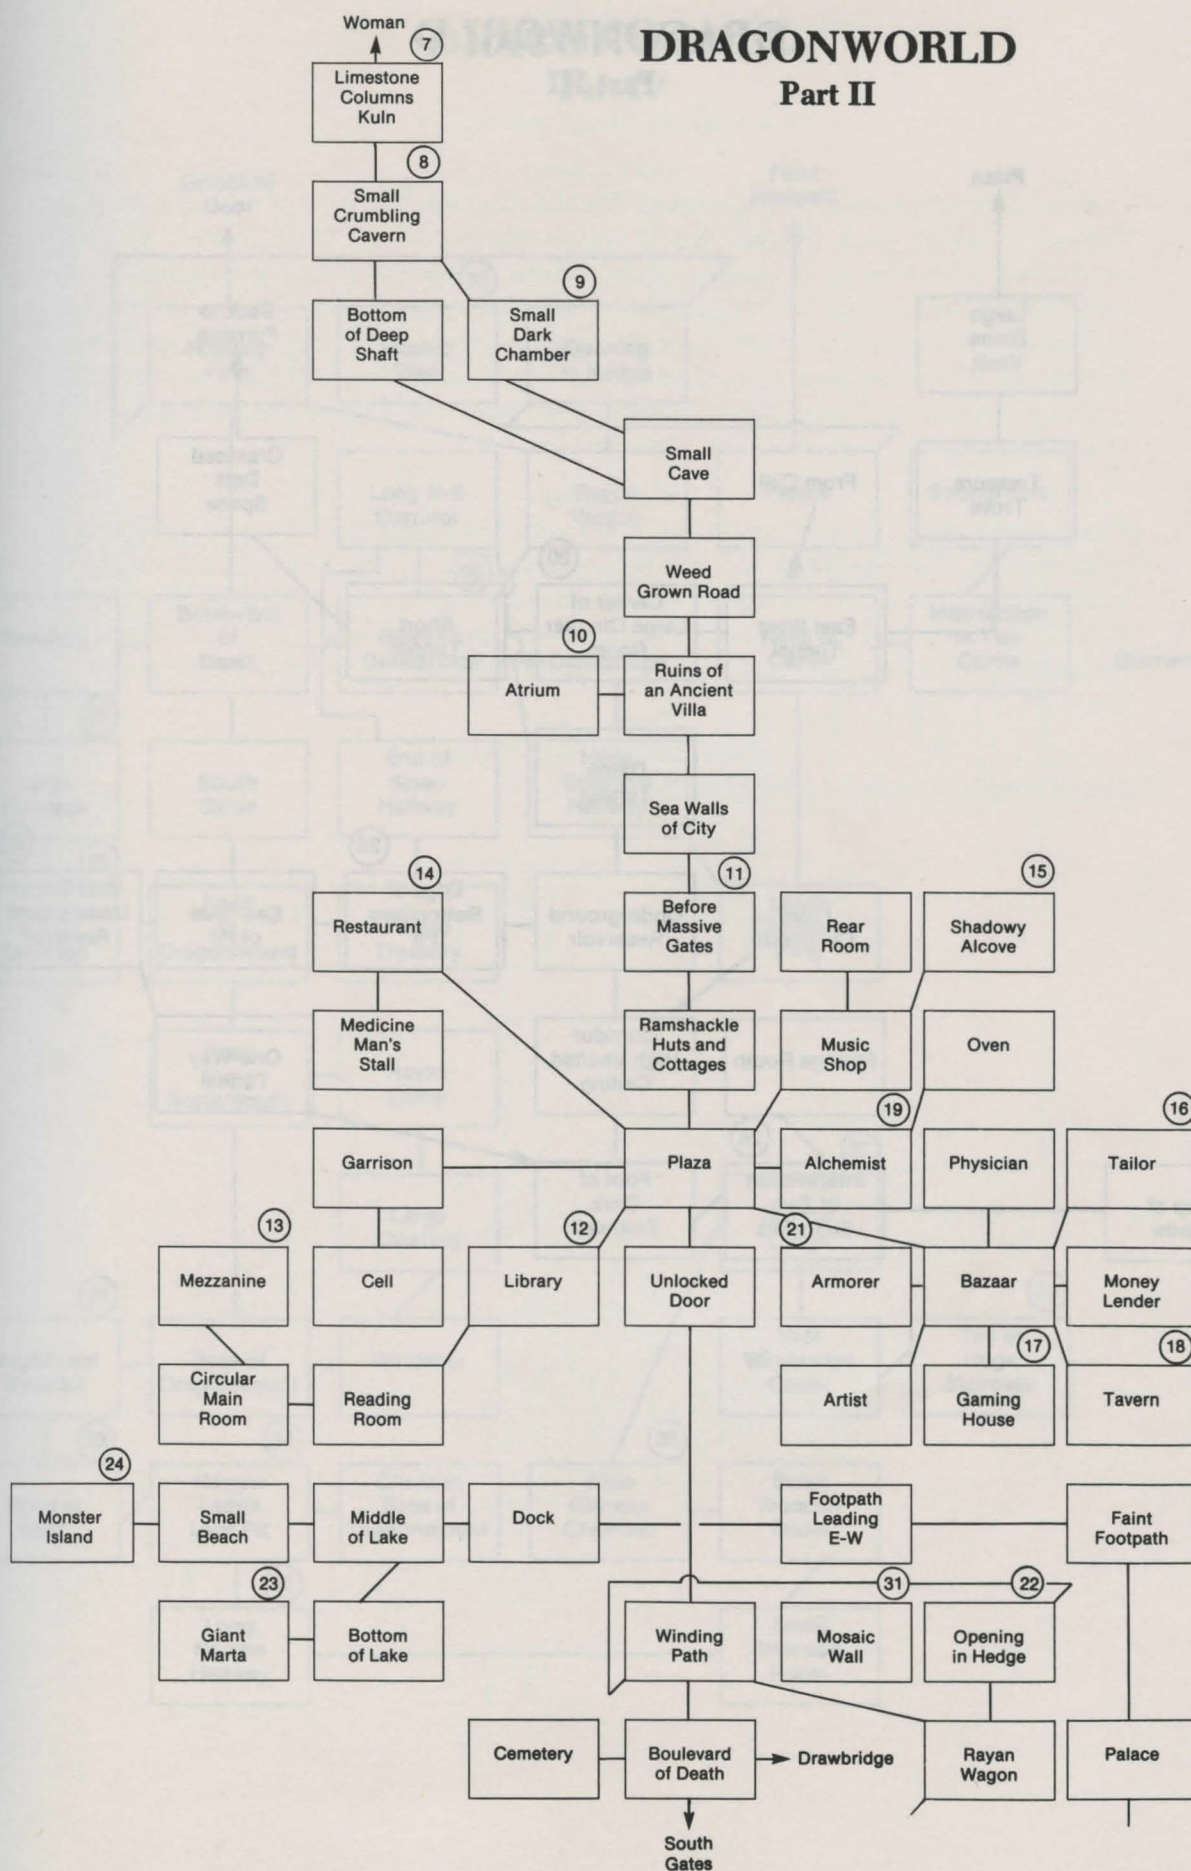 DRAGONWORLD
Part II
Woman
7
Limestone
Columns
Kuln
8
Small
Crumbling
Cavern
9
Bottom
of Deep
Shaft
Small
Dark
Chamber
Small
Cave
Weed
Grown Road
10
Atrium
Ruins of
an Ancient
Villa
Sea Walls
of City
14
11
15
Restaurant
Before
Massive
Gates
Rear
Room
Shadowy
Alcove
Medicine
Man's
Stall
Ramshackle
Huts and
Cottages
Music
Shop
Oven
19
16
Garrison
Plaza
Alchemist
Physician
Tailor
13
12
21
Mezzanine
Cell
Library
Unlocked
Door
Armorer
Bazaar
Money
Lender
17
18
Circular
Main
Room
Reading
Room
Artist
Gaming
House
Tavern
24
Monster
Island
Small
Beach
Middle
of Lake
Dock
Footpath
Leading
E-W
Faint
Footpath
23
31
22
Giant
Marta
Bottom
of Lake
Winding
Path
Mosaic
Wall
Opening
in Hedge
Cemetery
Boulevard
of Death
Drawbridge
Rayan
Wagon
Palace
South
Gates